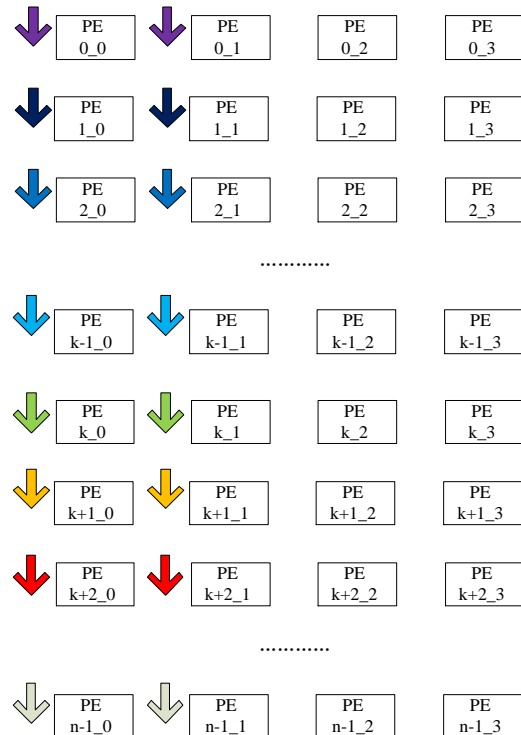 PE PE PE PE
0_0 0_1 0_2 0_3
PE PE PE PE
1_0 1_1 1_2 1_3
PE PE PE PE
2_0 2_1 2_2 2_3
............
PE PE PE PE
k-1_0 k-1_1 k-1_2 k-1_3
PE PE PE PE
k_0 k_1 k_2 k_3
PE PE PE PE
k+1_0 k+1_1 k+1_2 k+1_3
PE PE PE PE
k+2_0 k+2_1 k+2_2 k+2_3
............
PE PE PE PE
n-1_0 n-1_1 n-1_2 n-1_3